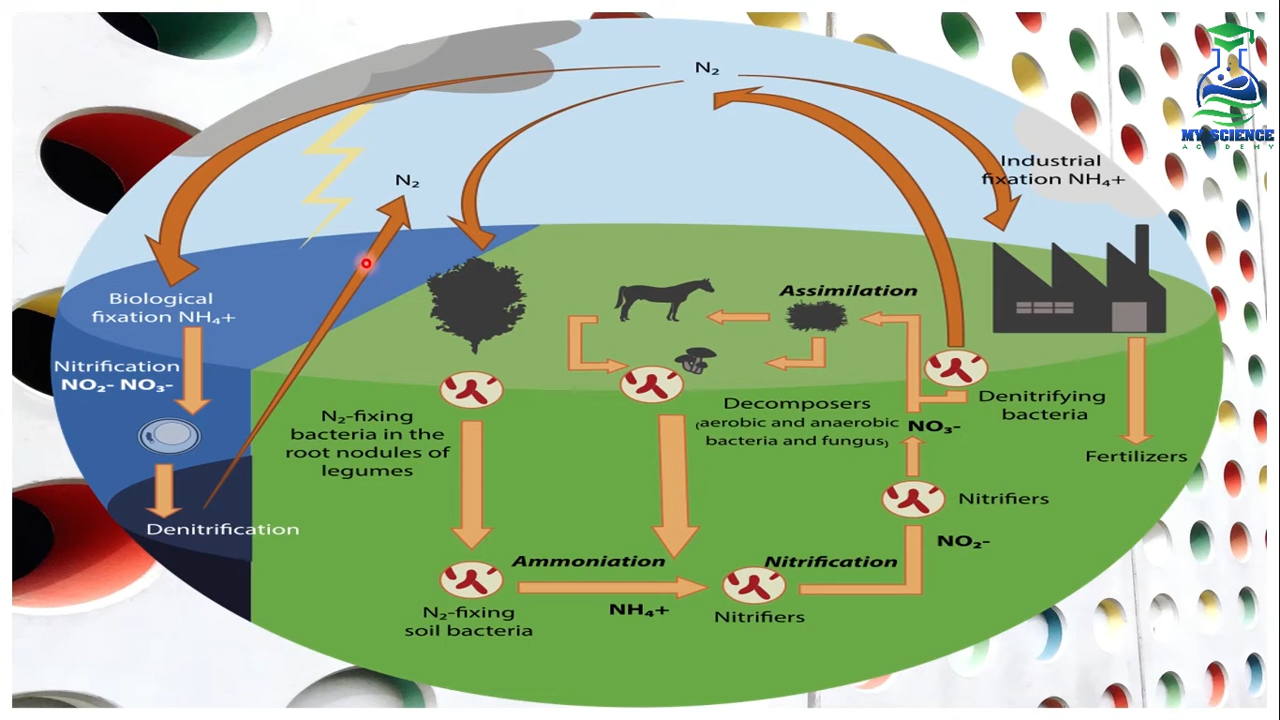 N₂
MY SCIENCE
ACADEMY
Industrial
fixation NH₄+
N₂
Biological
fixation NH₄+
Assimilation
Nitrification
NO₂- NO₃-
N₂-fixing
bacteria in the
root nodules of
legumes
Decomposers
(aerobic and anaerobic
bacteria and fungus)
NO₃-
Denitrifying
bacteria
Fertilizers
Nitrifiers
Denitrification
NO₂-
Ammoniation
Nitrification
NH₄+
N₂-fixing
soil bacteria
Nitrifiers